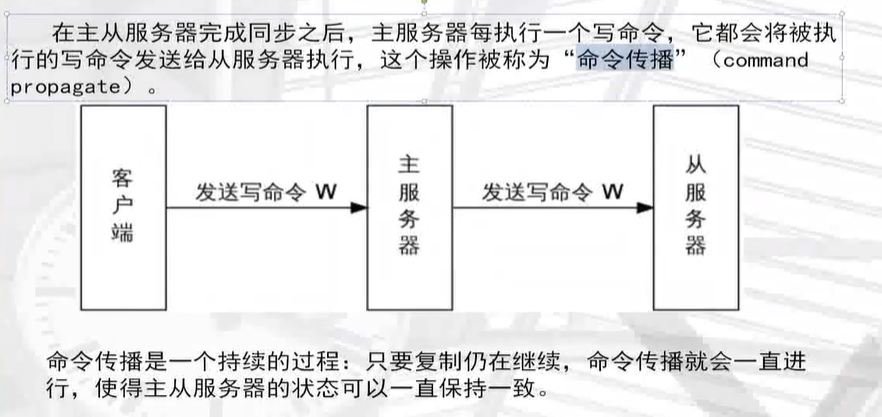 在主从服务器完成同步之后，主服务器每执行一个写命令，它都会将被执
行的写命令发送给从服务器执行，这个操作被称为“命令传播”（command
propagate）。
客户端
发送写命令 W
主服务器
发送写命令 W
从服务器
命令传播是一个持续的过程：只要复制仍在继续，命令传播就会一直进
行，使得主从服务器的状态可以一直保持一致。